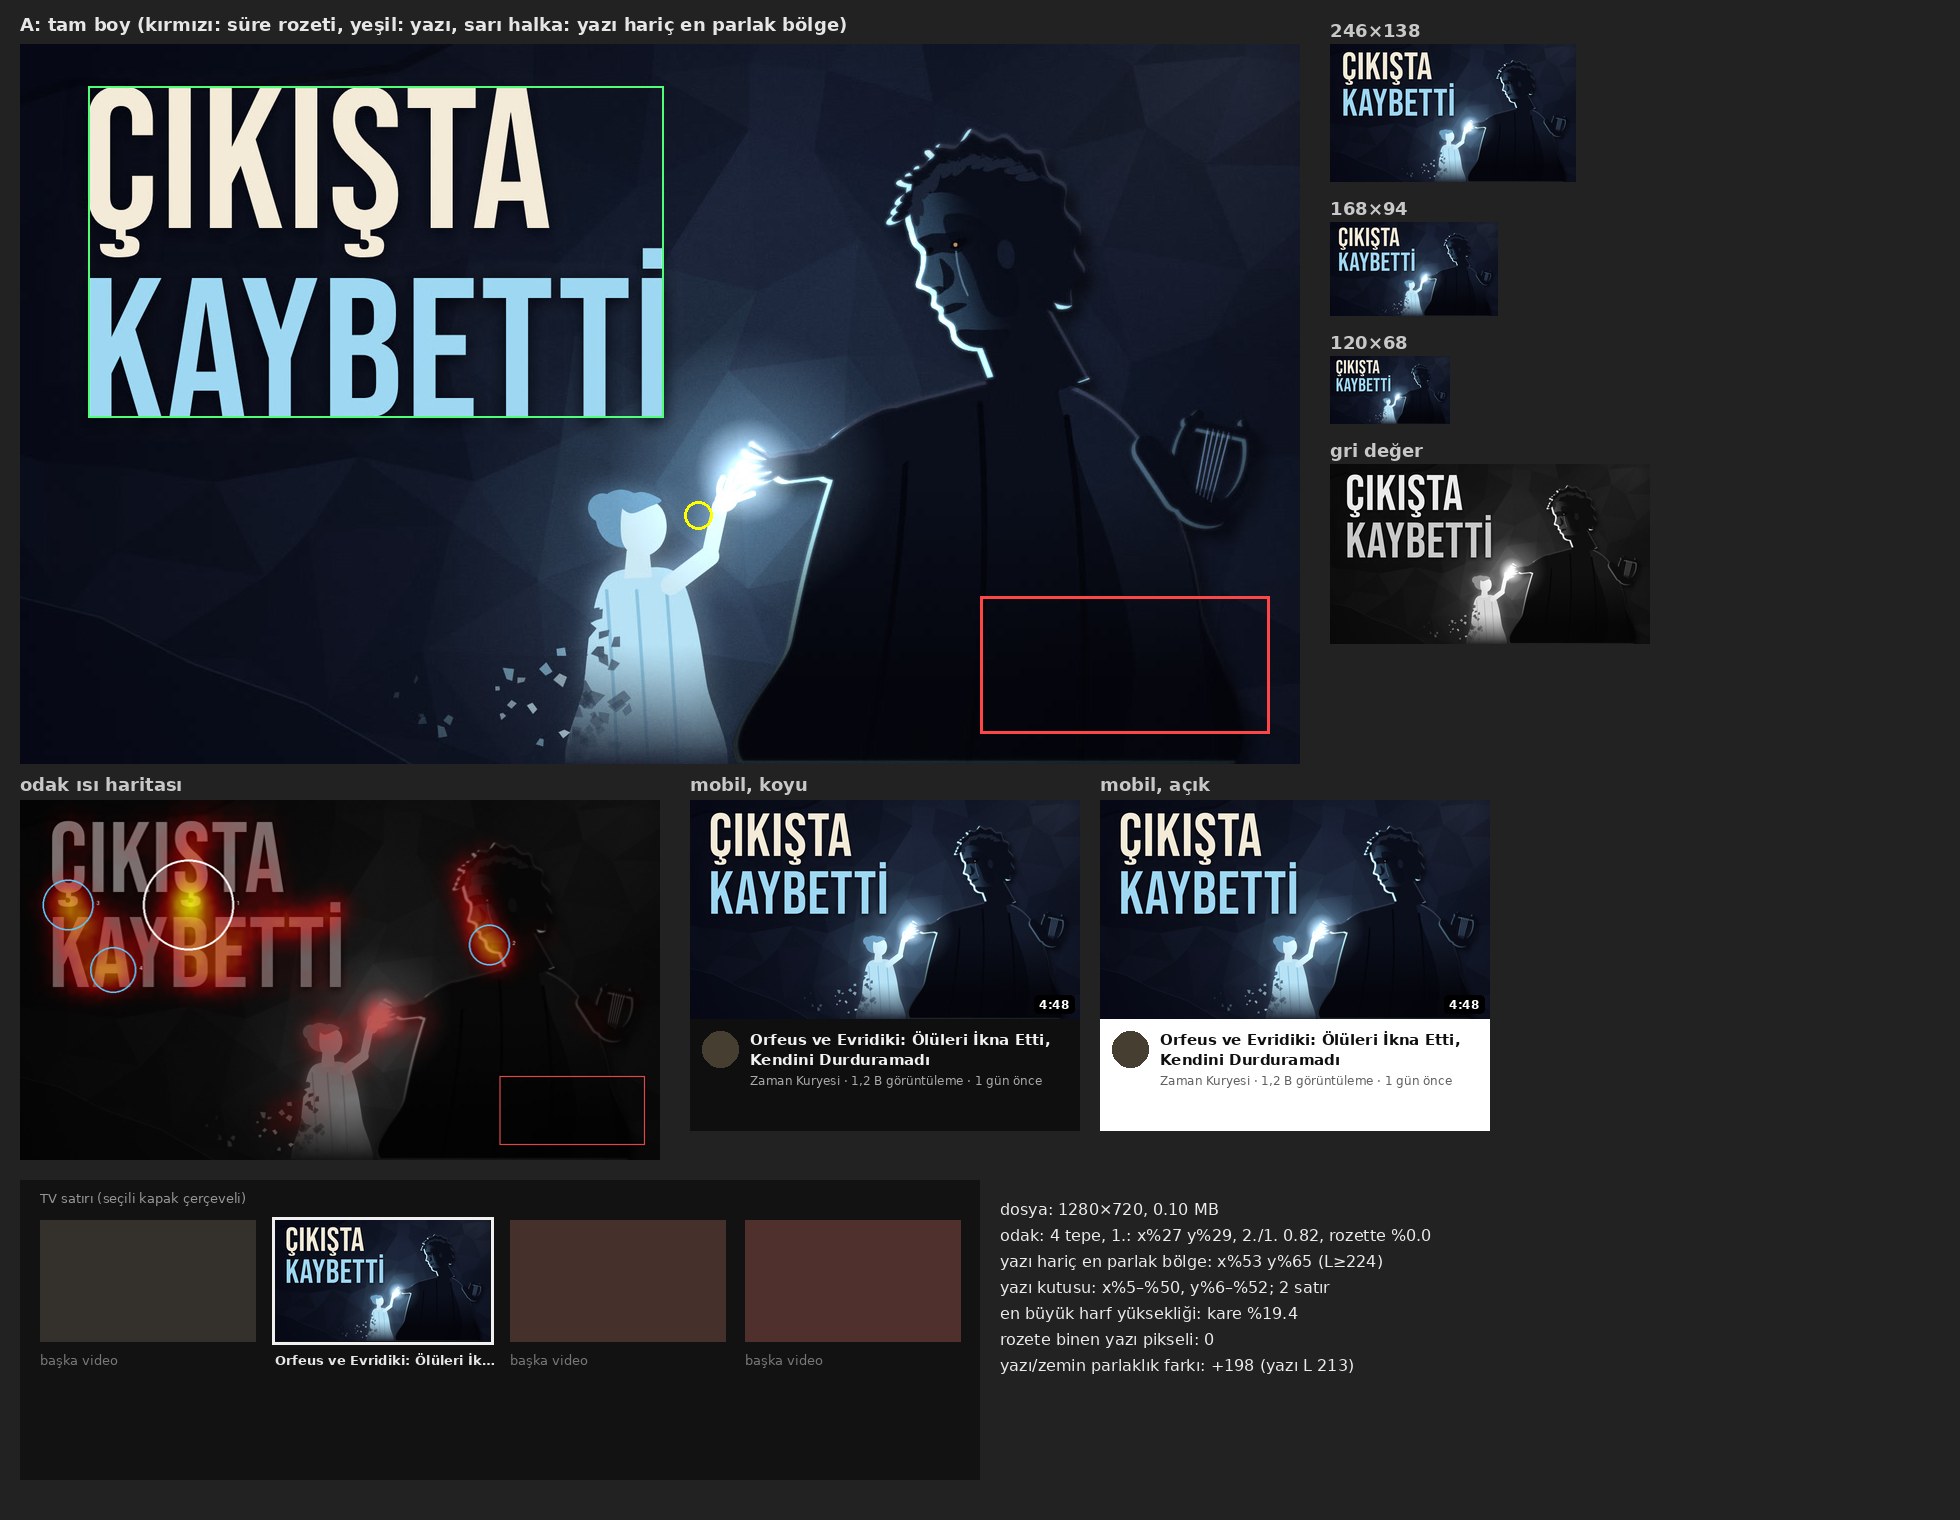 A: tam boy (kırmızı: süre rozeti, yeşil: yazı, sarı halka: yazı hariç en parlak bölge)
ÇIKIŞTA
KAYBETTİ
246×138
ÇIKIŞTA
KAYBETTİ
168×94
ÇIKIŞTA
KAYBETTİ
120×68
ÇIKIŞTA
KAYBETTİ
gri değer
ÇIKIŞTA
KAYBETTİ
odak ısı haritası
ÇIKIŞTA
KAYBETTİ
3
1
2
4
mobil, koyu
ÇIKIŞTA
KAYBETTİ
4:48
Orfeus ve Evridiki: Ölüleri İkna Etti,
Kendini Durduramadı
Zaman Kuryesi · 1,2 B görüntüleme · 1 gün önce
mobil, açık
ÇIKIŞTA
KAYBETTİ
4:48
Orfeus ve Evridiki: Ölüleri İkna Etti,
Kendini Durduramadı
Zaman Kuryesi · 1,2 B görüntüleme · 1 gün önce
TV satırı (seçili kapak çerçeveli)
ÇIKIŞTA
KAYBETTİ
başka video
Orfeus ve Evridiki: Ölüleri İk...
başka video
başka video
dosya: 1280×720, 0.10 MB
odak: 4 tepe, 1.: x%27 y%29, 2./1. 0.82, rozette %0.0
yazı hariç en parlak bölge: x%53 y%65 (L≥224)
yazı kutusu: x%5–%50, y%6–%52; 2 satır
en büyük harf yüksekliği: kare %19.4
rozete binen yazı pikseli: 0
yazı/zemin parlaklık farkı: +198 (yazı L 213)